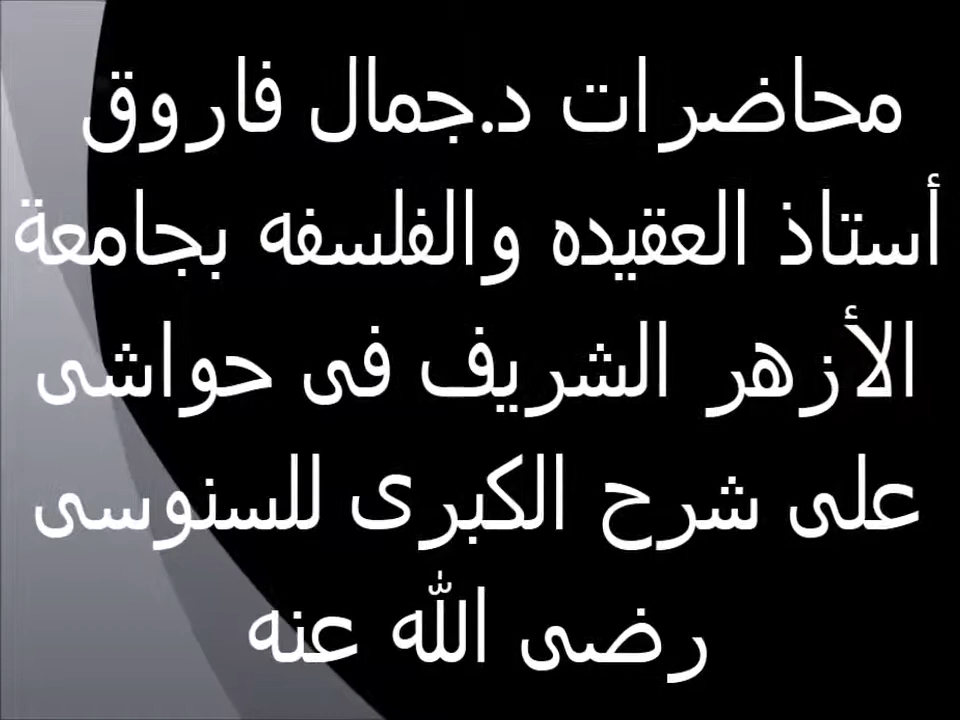 محاضرات د.جمال فاروق
أستاذ العقيده والفلسفه بجامعة
الأزهر الشريف فى حواشى
على شرح الكبرى للسنوسى
رضى الله عنه